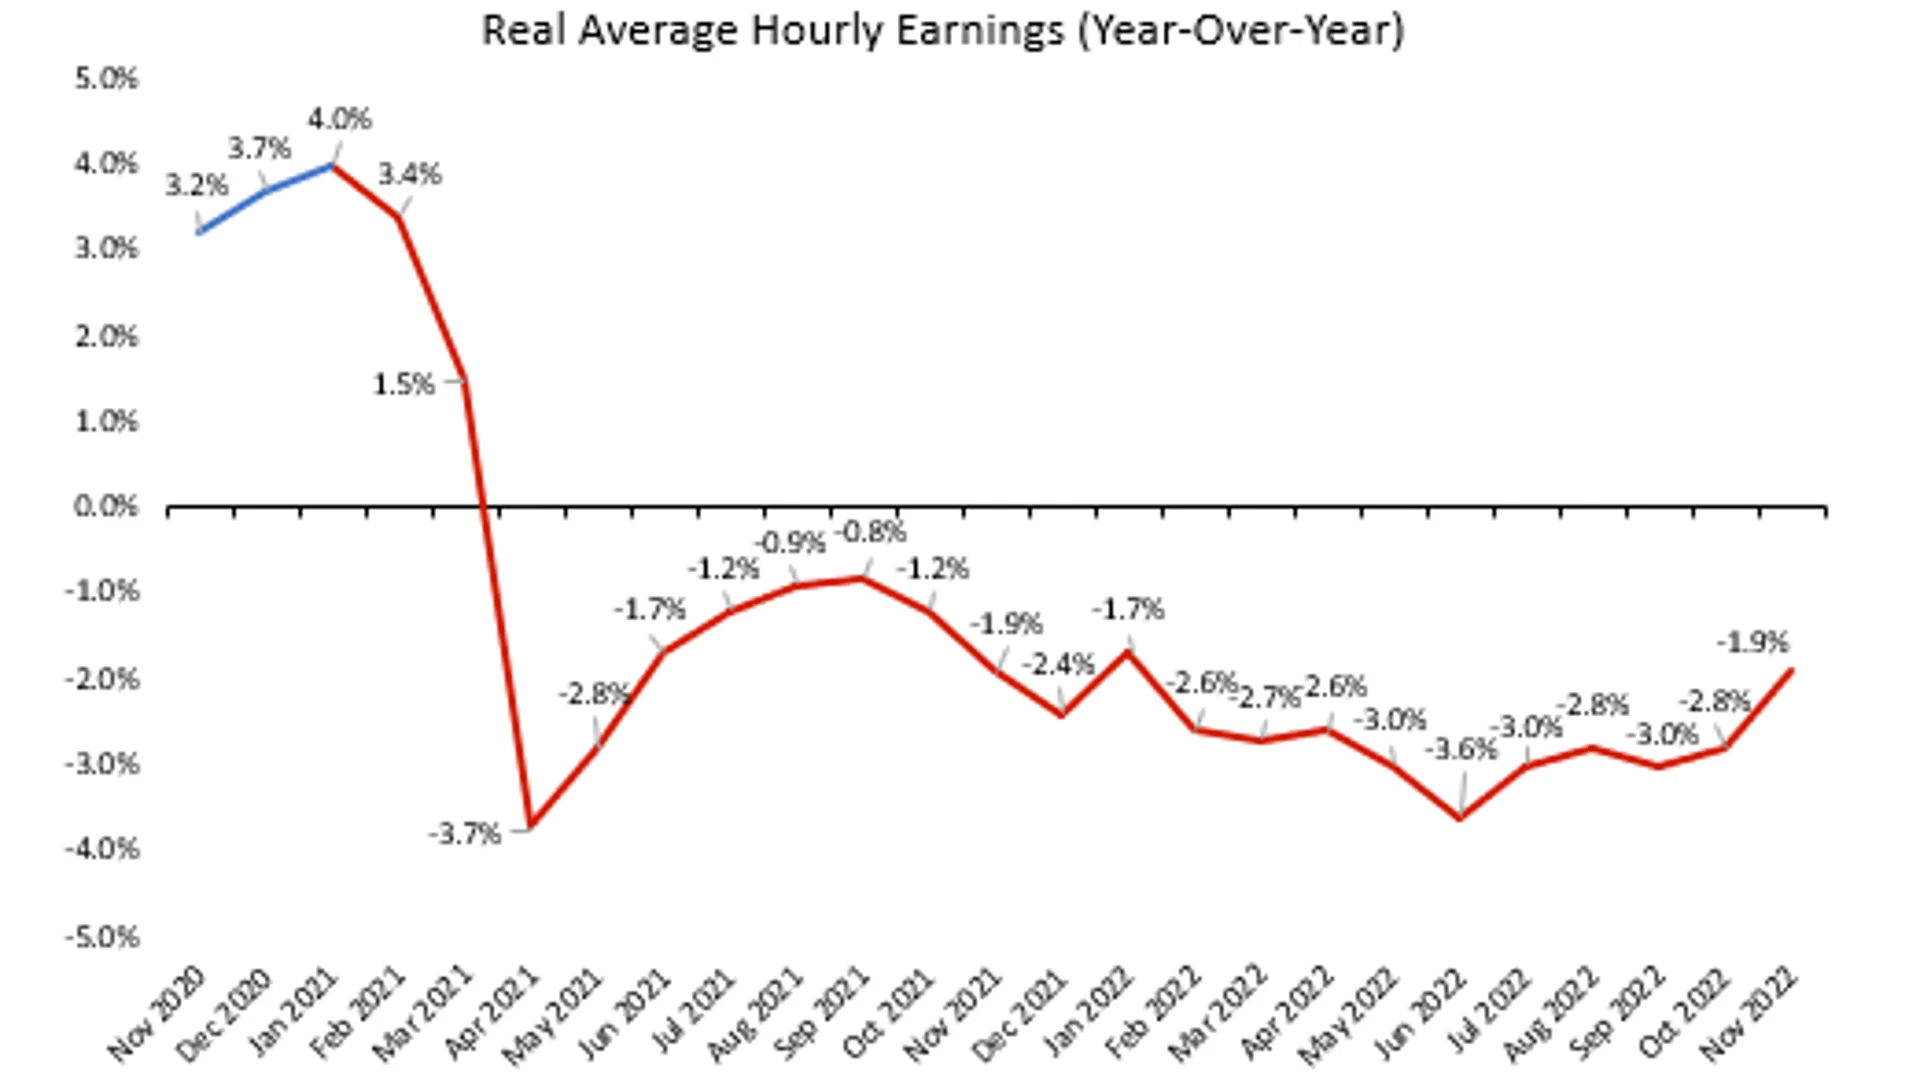 Real Average Hourly Earnings (Year-Over-Year)
5.0%
4.0%
3.0%
2.0%
1.0%
0.0%
-1.0%
-2.0%
-3.0%
-4.0%
-5.0%
3.2%
3.7%
4.0%
3.4%
1.5%
-3.7%
-2.8%
-1.7%
-1.2%
-0.9%
-0.8%
-1.2%
-1.9%
-2.4%
-1.7%
-2.6%
-2.7%
-2.6%
-3.0%
-3.6%
-3.0%
-2.8%
-3.0%
-2.8%
-1.9%
Nov 2020
Dec 2020
Jan 2021
Feb 2021
Mar 2021
Apr 2021
May 2021
Jun 2021
Jul 2021
Aug 2021
Sep 2021
Oct 2021
Nov 2021
Dec 2021
Jan 2022
Feb 2022
Mar 2022
Apr 2022
May 2022
Jun 2022
Jul 2022
Aug 2022
Sep 2022
Oct 2022
Nov 2022